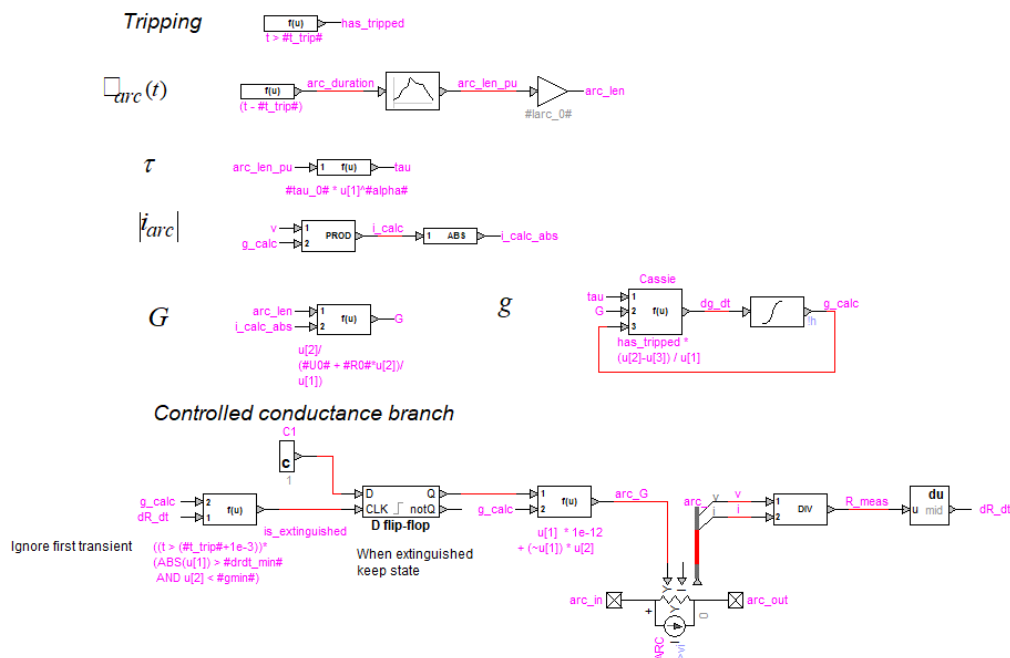 Tripping
f(u)
has_tripped
t > #t_trip#
□arc (t)
f(u)
arc_duration
arc_len_pu
arc_len
(t - #t_trip#)
#larc_0#
τ
arc_len_pu
1 f(u)
tau
#tau_0# * u[1]^#alpha#
|i arc|
v
g_calc
1
2
PROD
i_calc
1 ABS
i_calc_abs
G
arc_len
i_calc_abs
1
2
f(u)
G
u[2]/
(#U0# + #R0#*u[2])/
u[1])
g
Cassie
tau
G
1
2
3
f(u)
dg_dt
g_calc
!h
has_tripped *
(u[2]-u[3]) / u[1]
Controlled conductance branch
C1
c
1
g_calc
dR_dt
2
1
f(u)
is_extinguished
D Q
CLK notQ
D flip-flop
g_calc
1
2
f(u)
arc_G
arc_
v
i
v
i
1
2
DIV
R_meas
du
u mid
dR_dt
Ignore first transient
((t > (#t_trip#+1e-3))*
(ABS(u[1]) > #drdt_min#
AND u[2] < #gmin#)
When extinguished
keep state
u[1] * 1e-12
+ (~u[1]) * u[2]
Y
I
arc_in
arc_out
+
Y
0
ARC
I
>vi